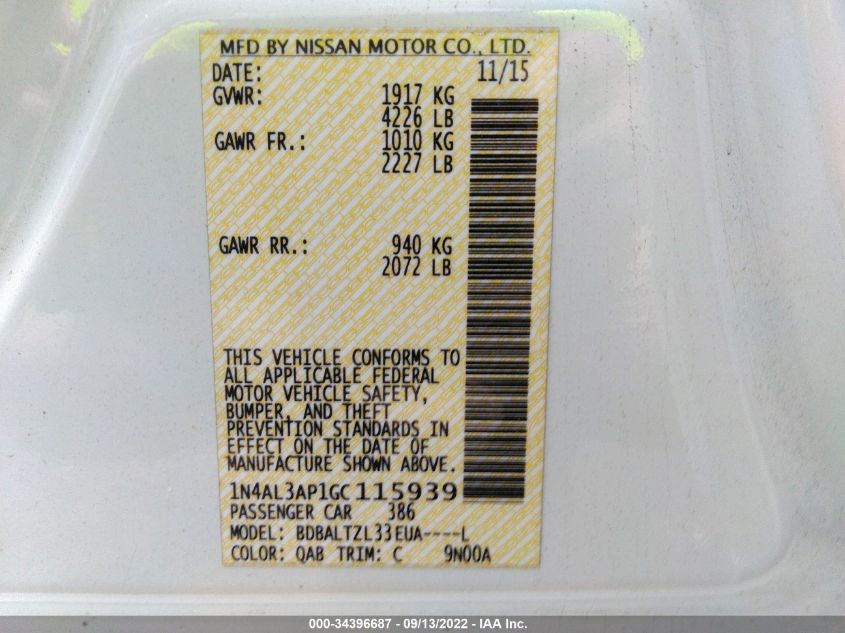 MFD BY NISSAN MOTOR CO., LTD.
DATE: 11/15
GVWR: 1917 KG
4226 LB
GAWR FR.: 1010 KG
2227 LB
GAWR RR.: 940 KG
2072 LB
THIS VEHICLE CONFORMS TO
ALL APPLICABLE FEDERAL
MOTOR VEHICLE SAFETY,
BUMPER, AND THEFT
PREVENTION STANDARDS IN
EFFECT ON THE DATE OF
MANUFACTURE SHOWN ABOVE.
1N4AL3AP1GC115939
PASSENGER CAR 386
MODEL: BDBALTZL33EUA----L
COLOR: QAB TRIM: C 9N00A
000-34396687 - 09/13/2022 - IAA Inc.